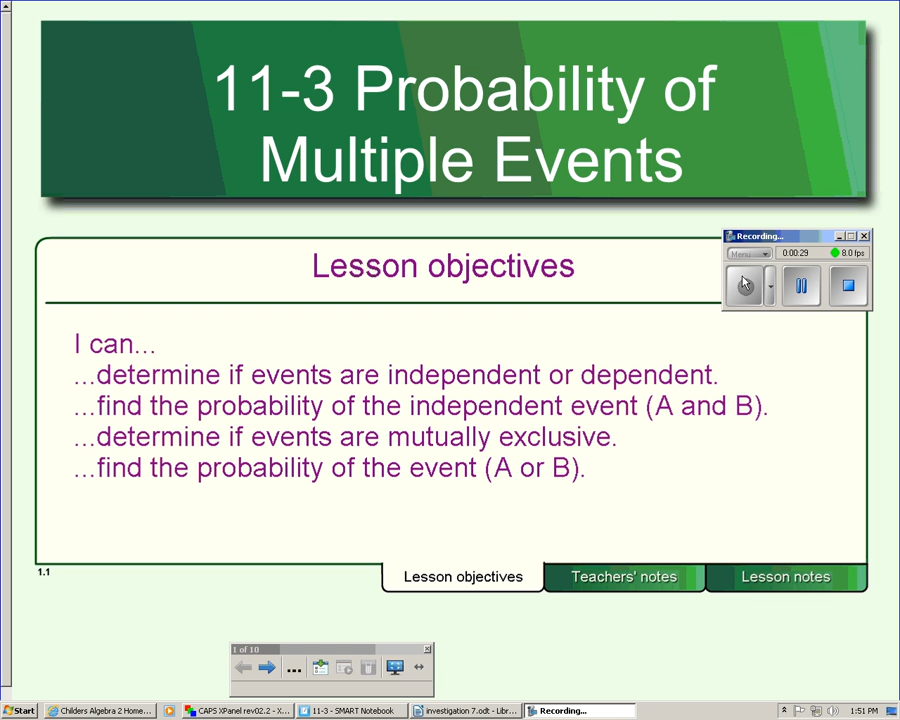 11-3 Probability of
Multiple Events
Recording...
Menu
0:00:29
8.0 fps
Lesson objectives
I can...
...determine if events are independent or dependent.
...find the probability of the independent event (A and B).
...determine if events are mutually exclusive.
...find the probability of the event (A or B).
1.1
Lesson objectives
Teachers' notes
Lesson notes
1 of 10
Start
Childers Algebra 2 Home...
CAPS XPanel rev02.2 - X...
11-3 - SMART Notebook
investigation 7.odt - Libr...
Recording...
1:51 PM